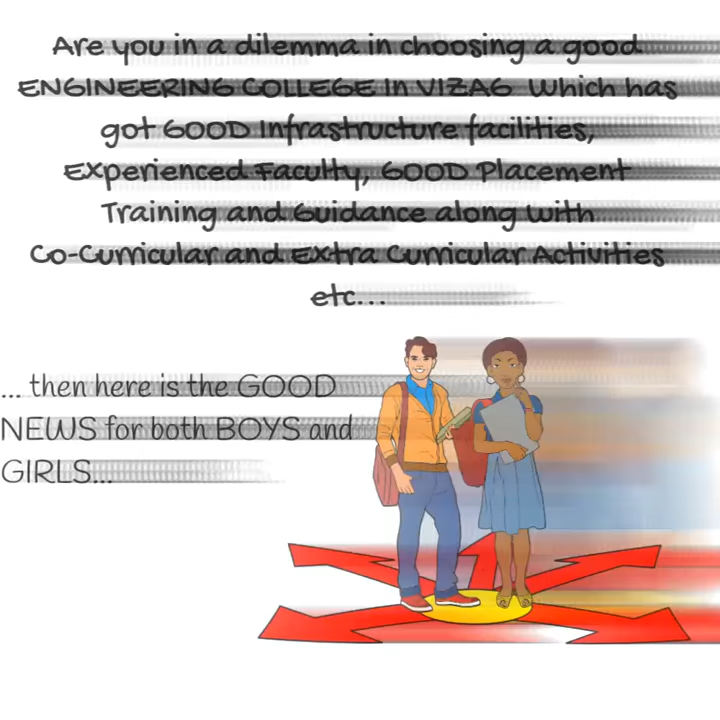 Are you in a dilemma in choosing a good
ENGINEERING COLLEGE In VIZAG Which has
got GOOD Infrastructure facilities,
Experienced Faculty, GOOD Placement
Training and Guidance along with
Co-Curricular and Extra Curricular Activities
etc...
... then here is the GOOD
NEWS for both BOYS and
GIRLS...